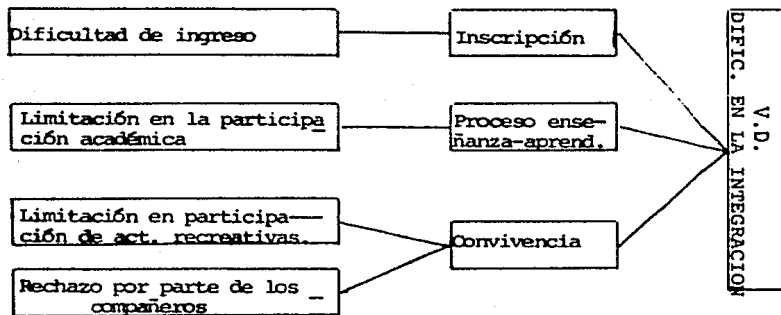 Dificultad de ingreso
Inscripción
Limitación en la participa
ción académica
Proceso ense-
ñanza-aprend.
Limitación en participa—
ción de act. recreativas.
Convivencia
Rechazo por parte de los _
compañeros
V.D.
DIFIC. EN LA INTEGRACION